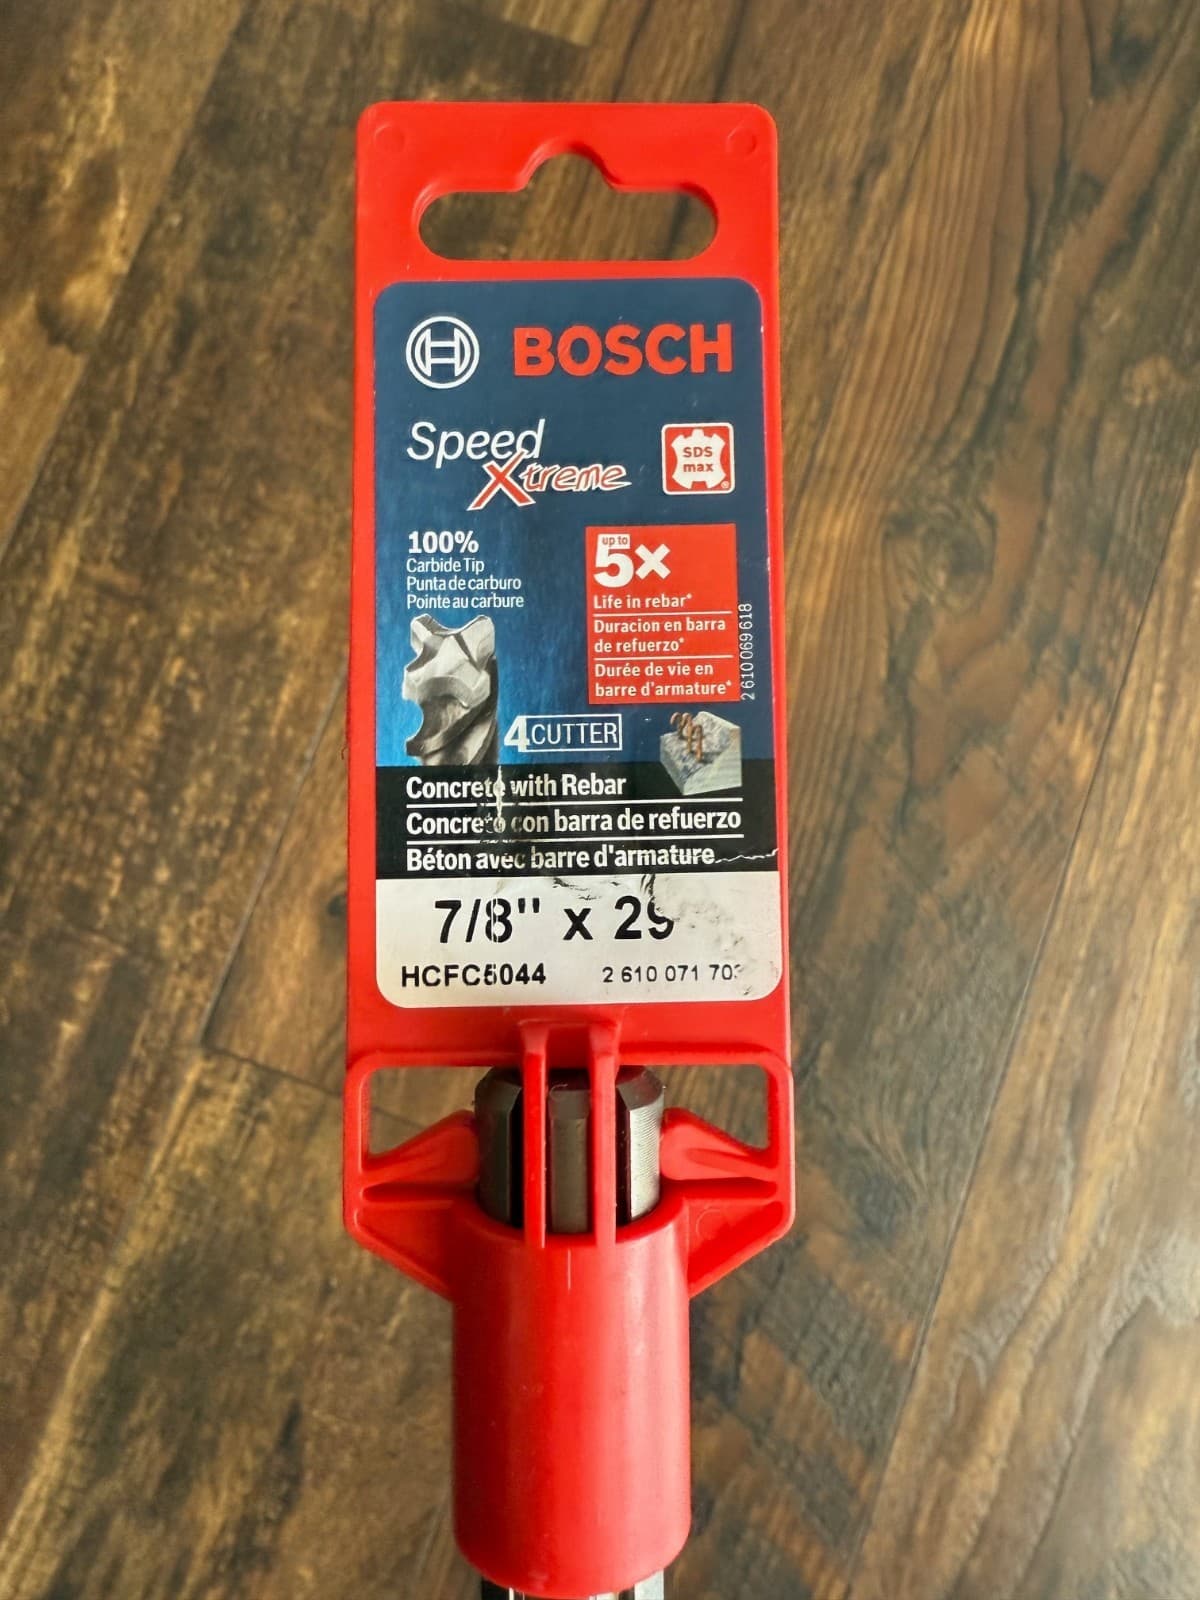 BOSCH
Speed
Xtreme
SDS
max
®
100%
Carbide Tip
Punta de carburo
Pointe au carbure
up to
5x
Life in rebar*
Duracion en barra
de refuerzo*
Durée de vie en
barre d'armature*
2 610 069 618
4 CUTTER
Concrete with Rebar
Concreto con barra de refuerzo
Béton avec barre d'armature
7/8" x 29
HCFC5044 2 610 071 70